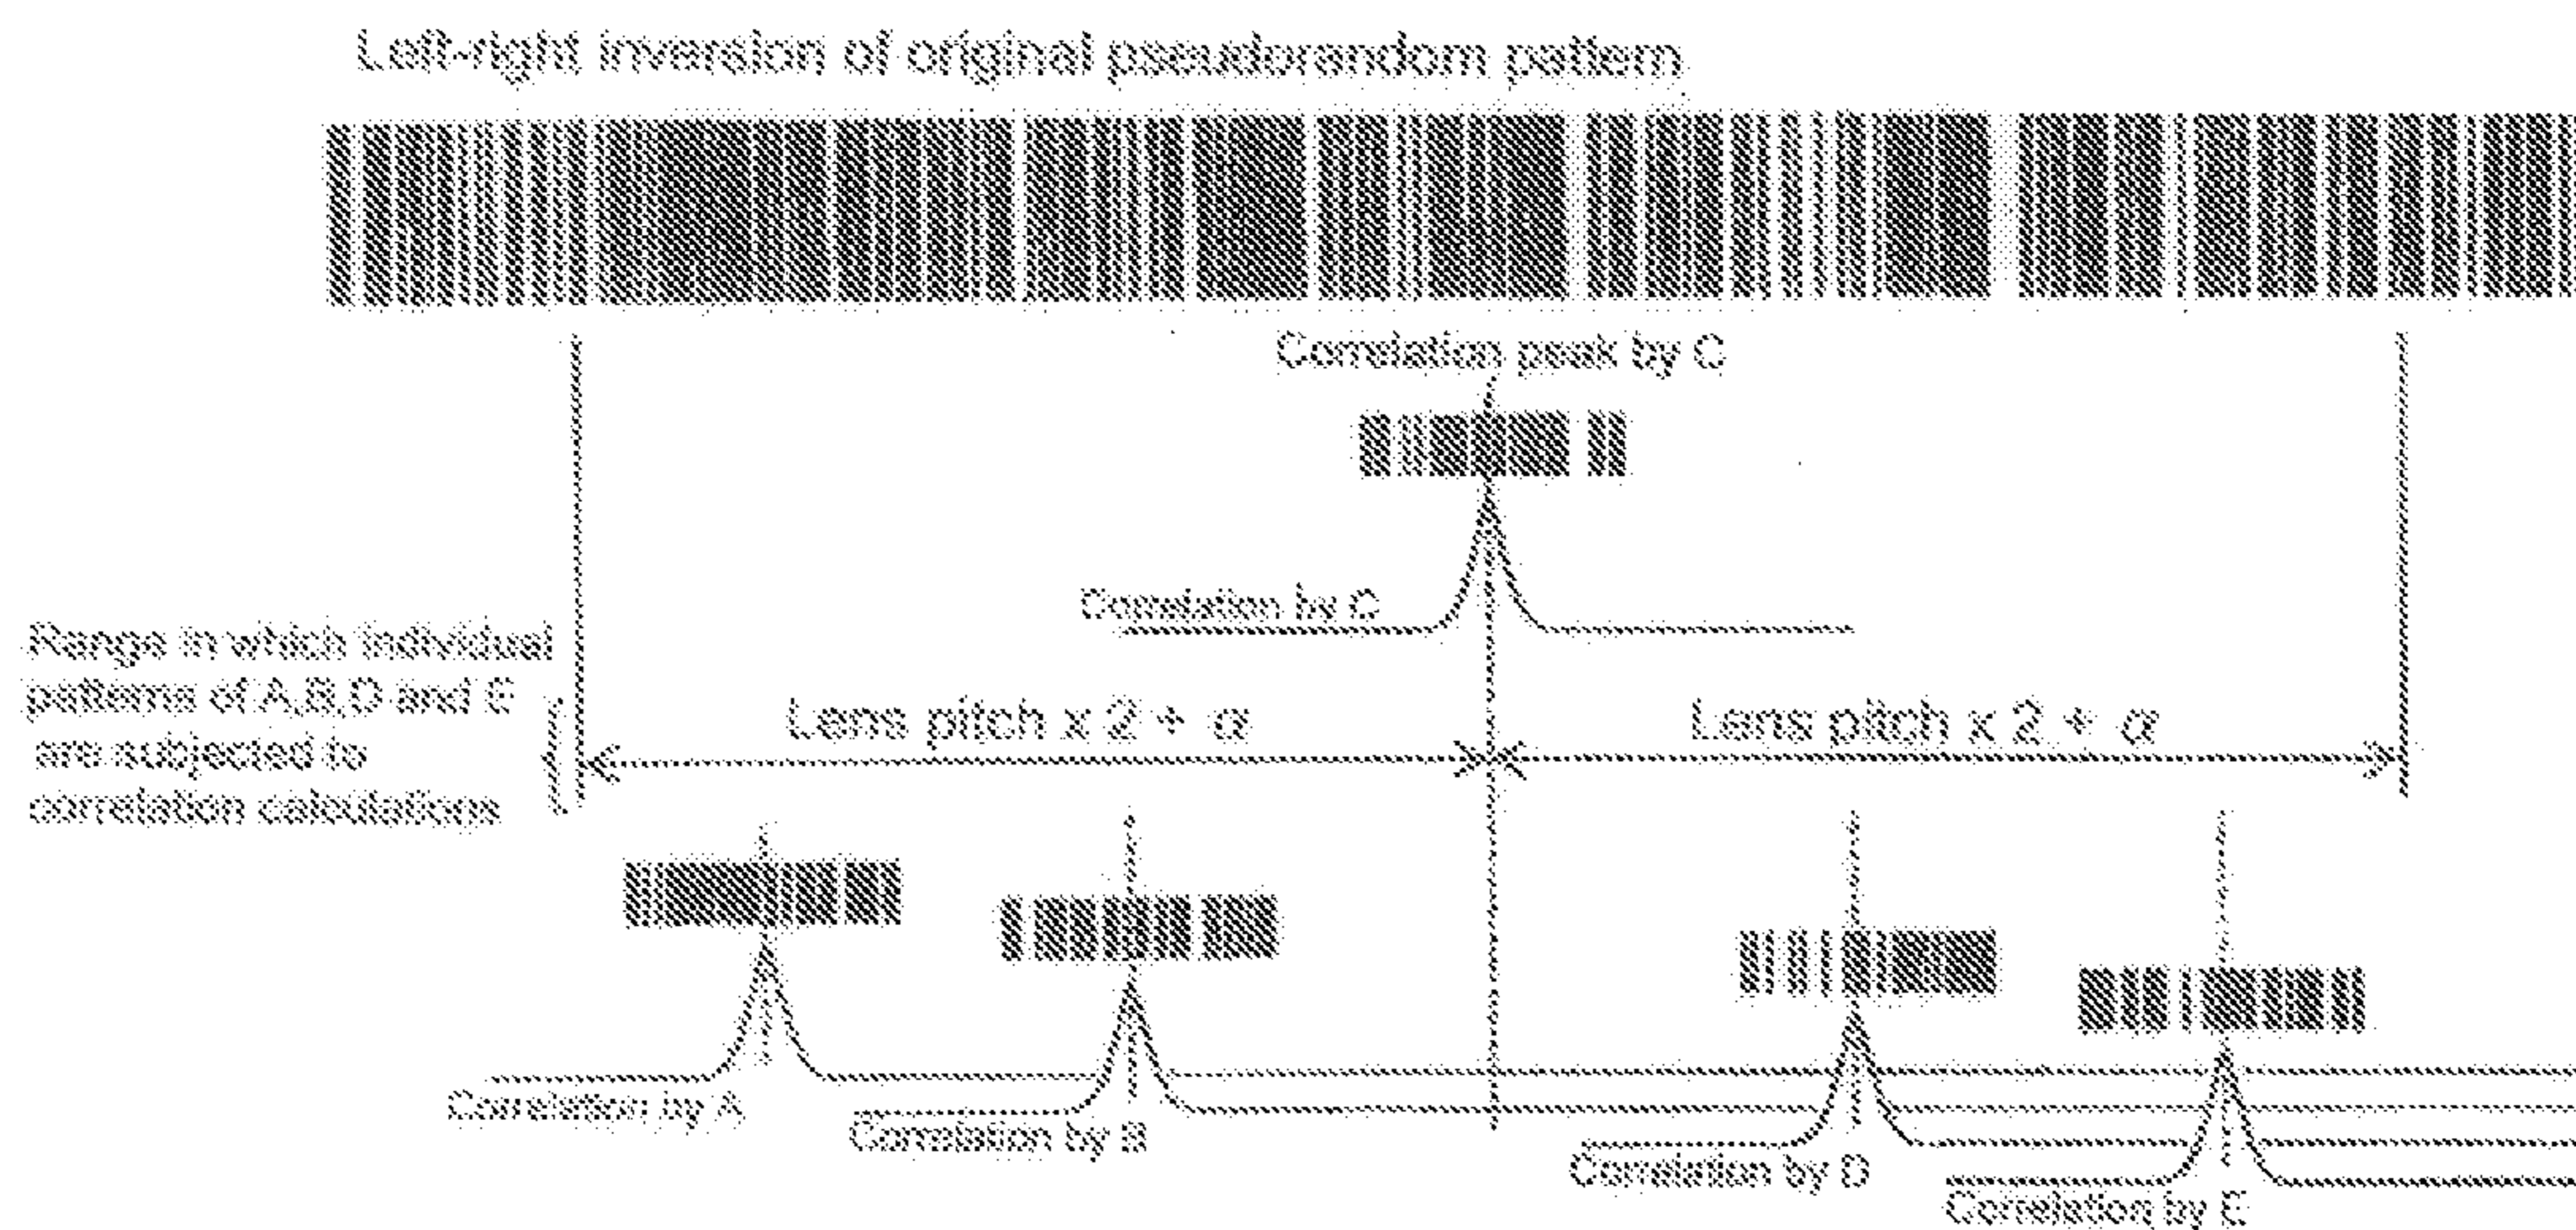 Left-right inversion of original pseudorandom pattern
Correlation peak by C
Correlation by C
Range in which individual
patterns of A,B,D and E
are subjected to
correlation calculations
Lens pitch x 2 + α
Lens pitch x 2 + α
Correlation by A
Correlation by B
Correlation by D
Correlation by E